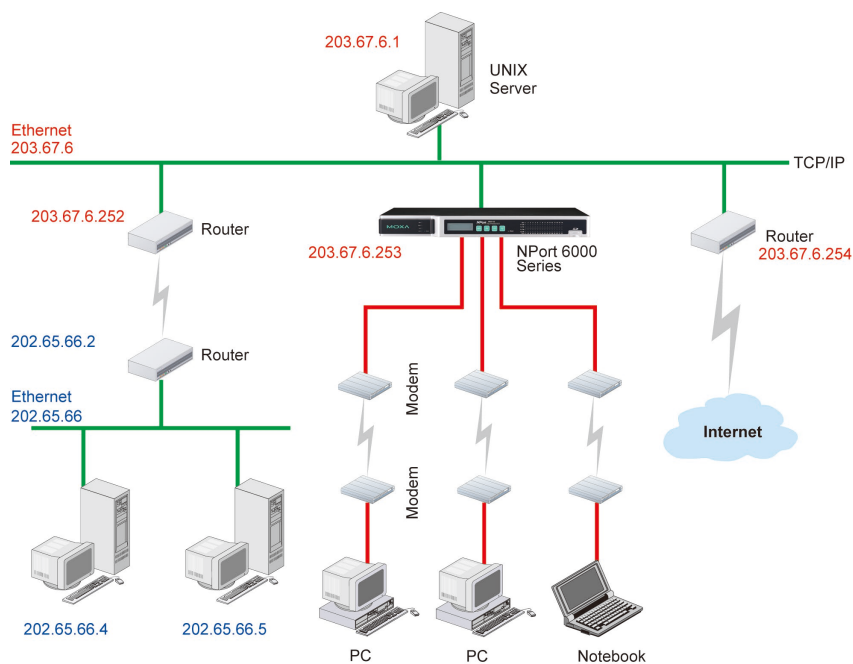 203.67.6.1
UNIX
Server
Ethernet
203.67.6
TCP/IP
203.67.6.252
Router
MOXA
NPort
203.67.6.253
NPort 6000
Series
Router
203.67.6.254
202.65.66.2
Router
Ethernet
202.65.66
Modem
Internet
Modem
202.65.66.4
202.65.66.5
PC
PC
Notebook